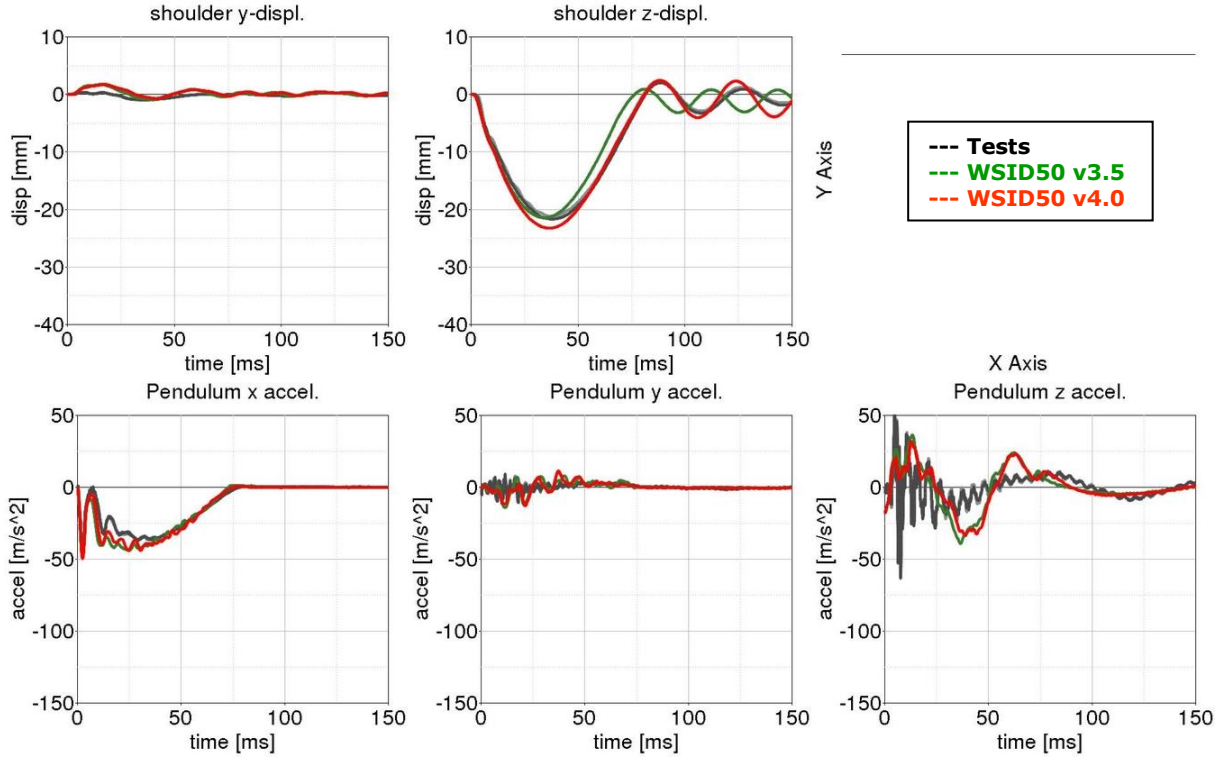 shoulder y-displ.
10
0
-10
-20
-30
-40
disp [mm]
0 50 100 150
time [ms]
shoulder z-displ.
10
0
-10
-20
-30
-40
disp [mm]
0 50 100 150
time [ms]
Y Axis
--- Tests
--- WSID50 v3.5
--- WSID50 v4.0
X Axis
Pendulum x accel.
50
0
-50
-100
-150
accel [m/s^2]
0 50 100 150
time [ms]
Pendulum y accel.
50
0
-50
-100
-150
accel [m/s^2]
0 50 100 150
time [ms]
Pendulum z accel.
50
0
-50
-100
-150
accel [m/s^2]
0 50 100 150
time [ms]